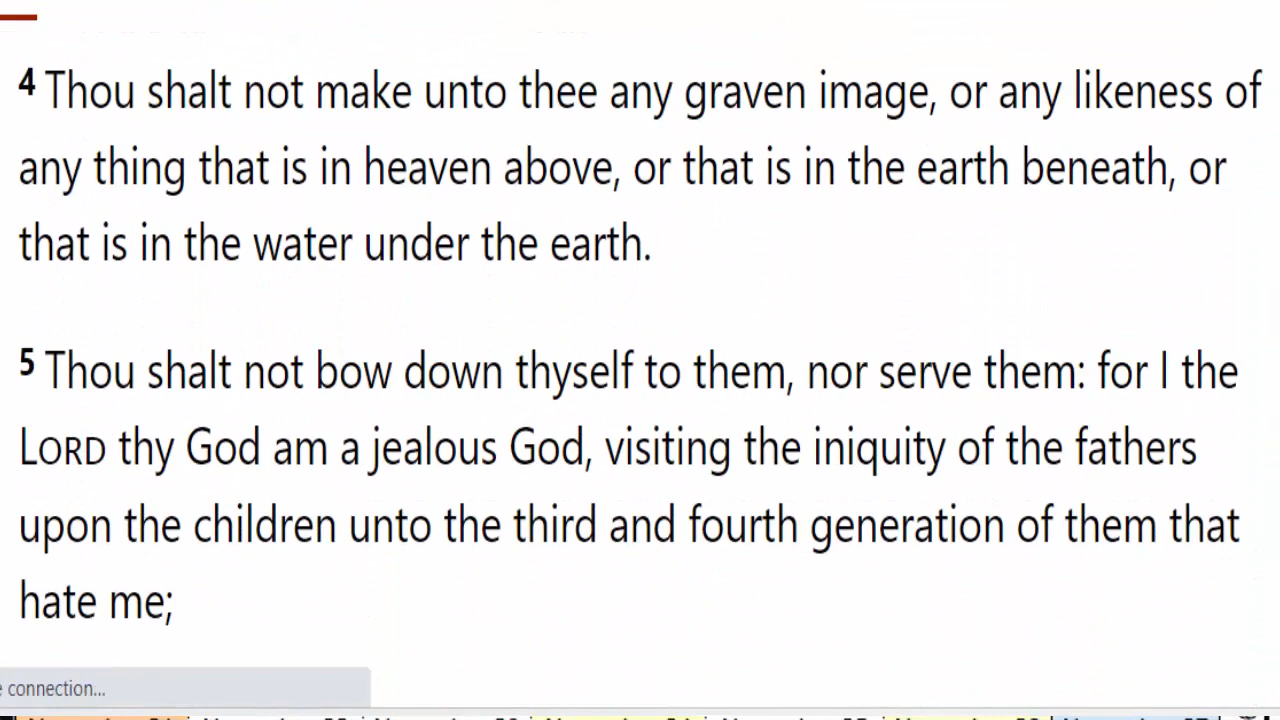 4 Thou shalt not make unto thee any graven image, or any likeness of
any thing that is in heaven above, or that is in the earth beneath, or
that is in the water under the earth.
5 Thou shalt not bow down thyself to them, nor serve them: for I the
LORD thy God am a jealous God, visiting the iniquity of the fathers
upon the children unto the third and fourth generation of them that
hate me;
connection...